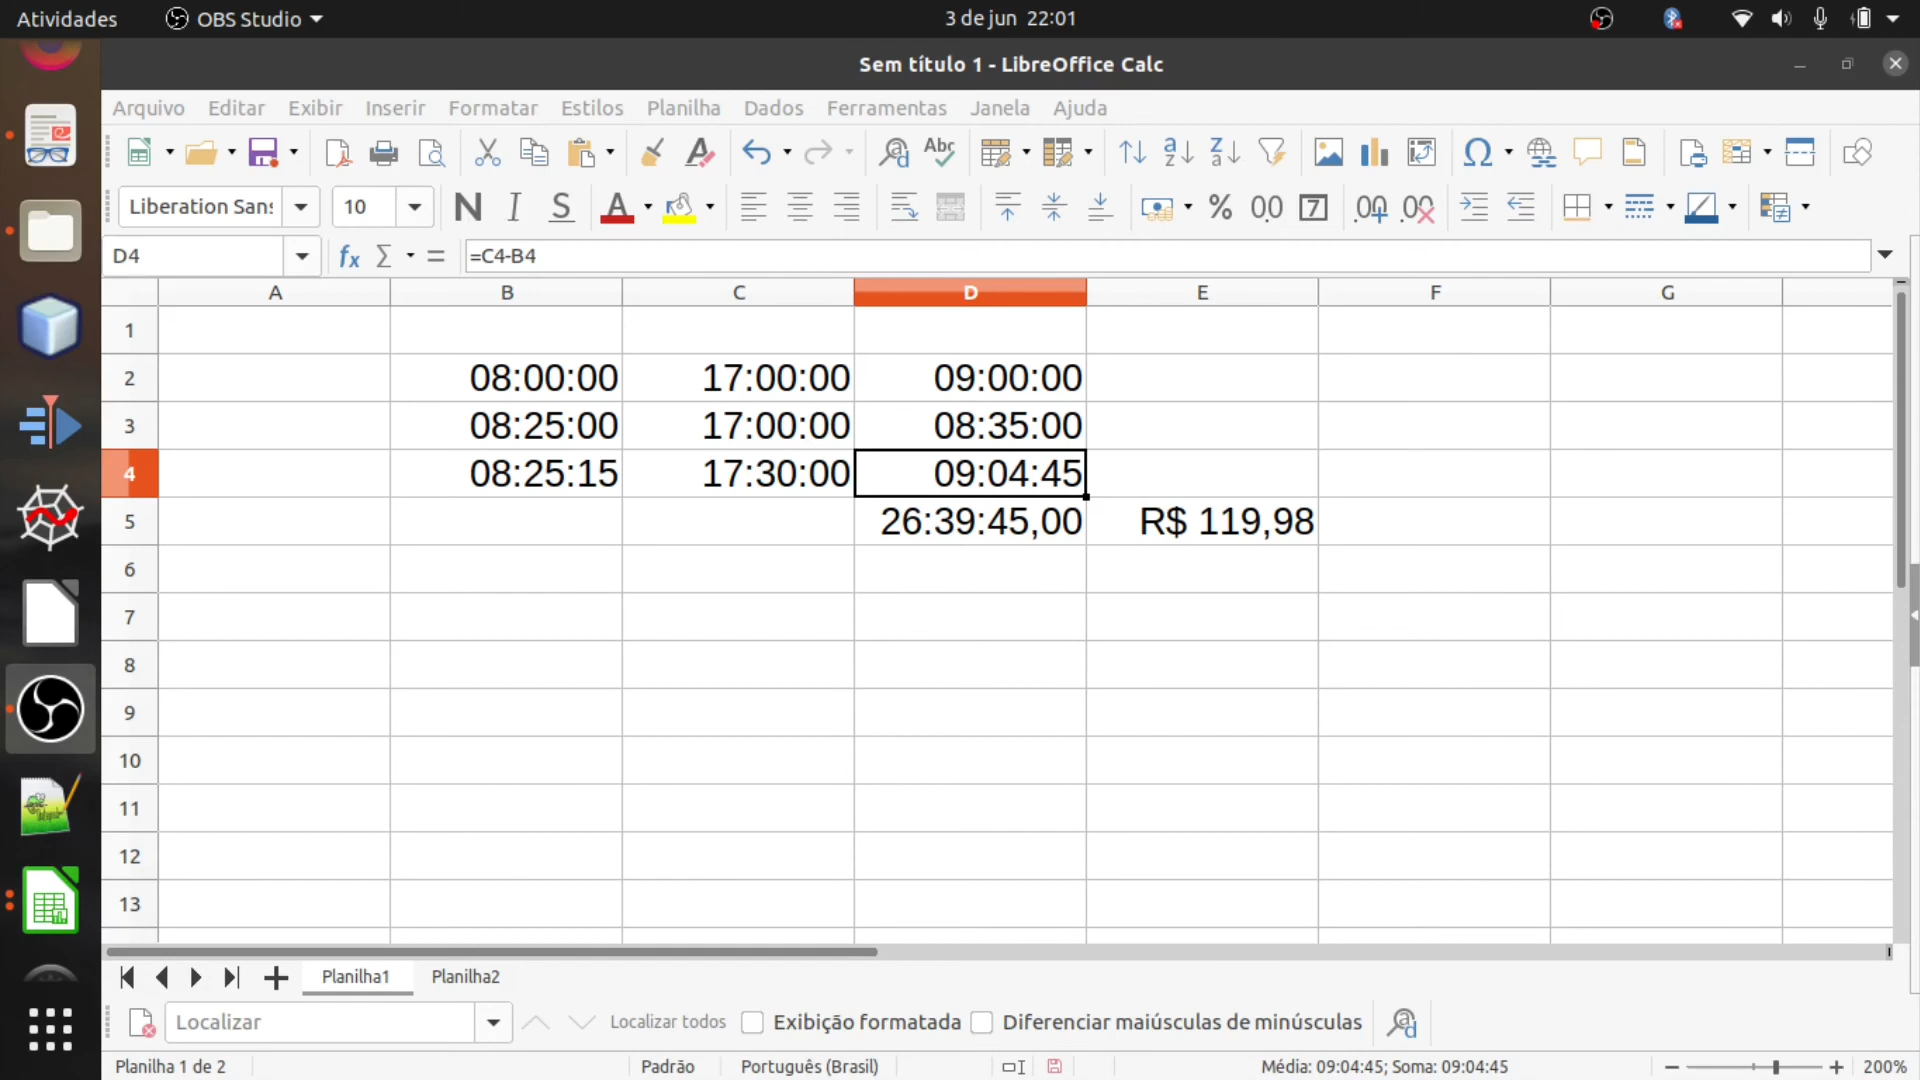 Atividades OBS Studio 3 de jun 22:01
Sem título 1 - LibreOffice Calc
Arquivo Editar Exibir Inserir Formatar Estilos Planilha Dados Ferramentas Janela Ajuda
Liberation Sans 10 N I S
D4 =C4-B4
A B C D E F G
1
2 08:00:00 17:00:00 09:00:00
3 08:25:00 17:00:00 08:35:00
4 08:25:15 17:30:00 09:04:45
5 26:39:45,00 R$ 119,98
6
7
8
9
10
11
12
13
Planilha1 Planilha2
Localizar Localizar todos Exibição formatada Diferenciar maiúsculas de minúsculas
Planilha 1 de 2 Padrão Português (Brasil) Média: 09:04:45; Soma: 09:04:45 200%